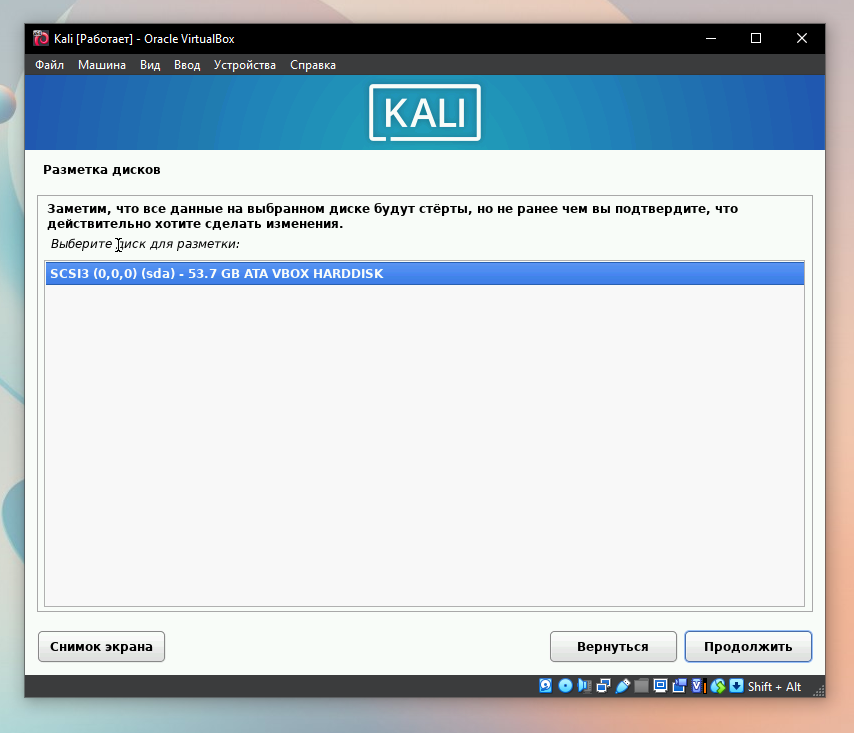 Kali [Работает] - Oracle VirtualBox
Файл Машина Вид Ввод Устройства Справка
KALI
Разметка дисков
Заметим, что все данные на выбранном диске будут стёрты, но не ранее чем вы подтвердите, что
действительно хотите сделать изменения.
Выберите диск для разметки:
SCSI3 (0,0,0) (sda) - 53.7 GB ATA VBOX HARDDISK
Снимок экрана Вернуться Продолжить
Shift + Alt